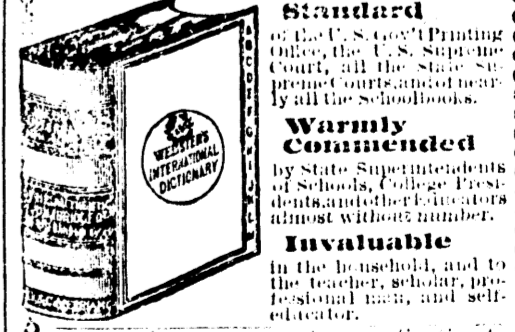 WEBSTER'S
INTERNATIONAL
DICTIONARY
Standard
of the U. S. Gov't Printing
Office, the U. S. Supreme
Court, all the State Su-
preme Courts, and of near-
ly all the Schoolbooks.
Warmly
Commended
by State Superintendents
of Schools, College Presi-
dents, and other Educators
almost without number.
Invaluable
in the household, and to
the teacher, scholar, pro-
fessional man, and self-
educator.